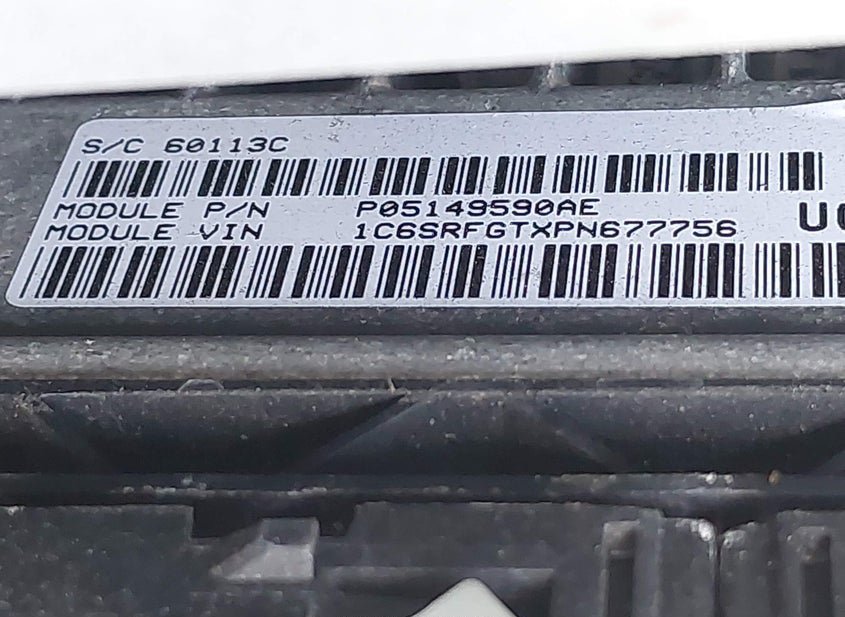 S/C 60113C
MODULE P/N P05149590AE
MODULE VIN 1C6SRFGTXPN677756